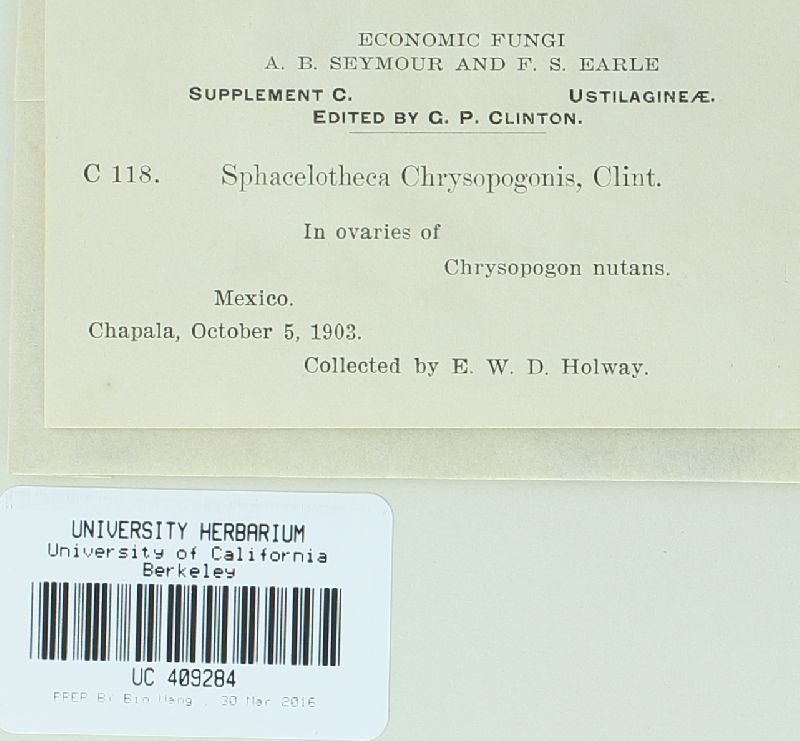 ECONOMIC FUNGI
A. B. SEYMOUR AND F. S. EARLE
SUPPLEMENT C. USTILAGINEÆ.
EDITED BY G. P. CLINTON.
C 118. Sphacelotheca Chrysopogonis, Clint.
In ovaries of
Chrysopogon nutans.
Mexico.
Chapala, October 5, 1903.
Collected by E. W. D. Holway.
UNIVERSITY HERBARIUM
University of California
Berkeley
UC 409284
PREP BY Bin Wang , 30 Mar 2016